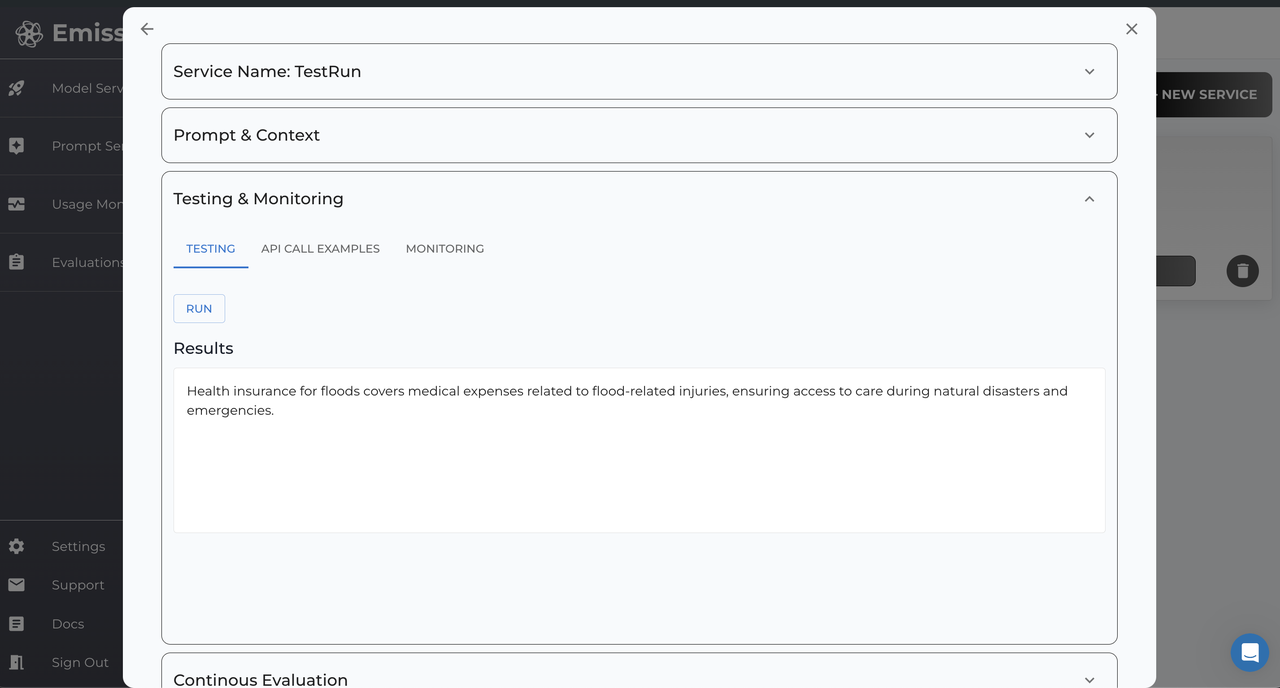 Emiss
Model Serv
Prompt Ser
Usage Mon
Evaluations
Settings
Support
Docs
Sign Out
Service Name: TestRun
Prompt & Context
Testing & Monitoring
TESTING API CALL EXAMPLES MONITORING
RUN
Results
Health insurance for floods covers medical expenses related to flood-related injuries, ensuring access to care during natural disasters and
emergencies.
Continous Evaluation
NEW SERVICE